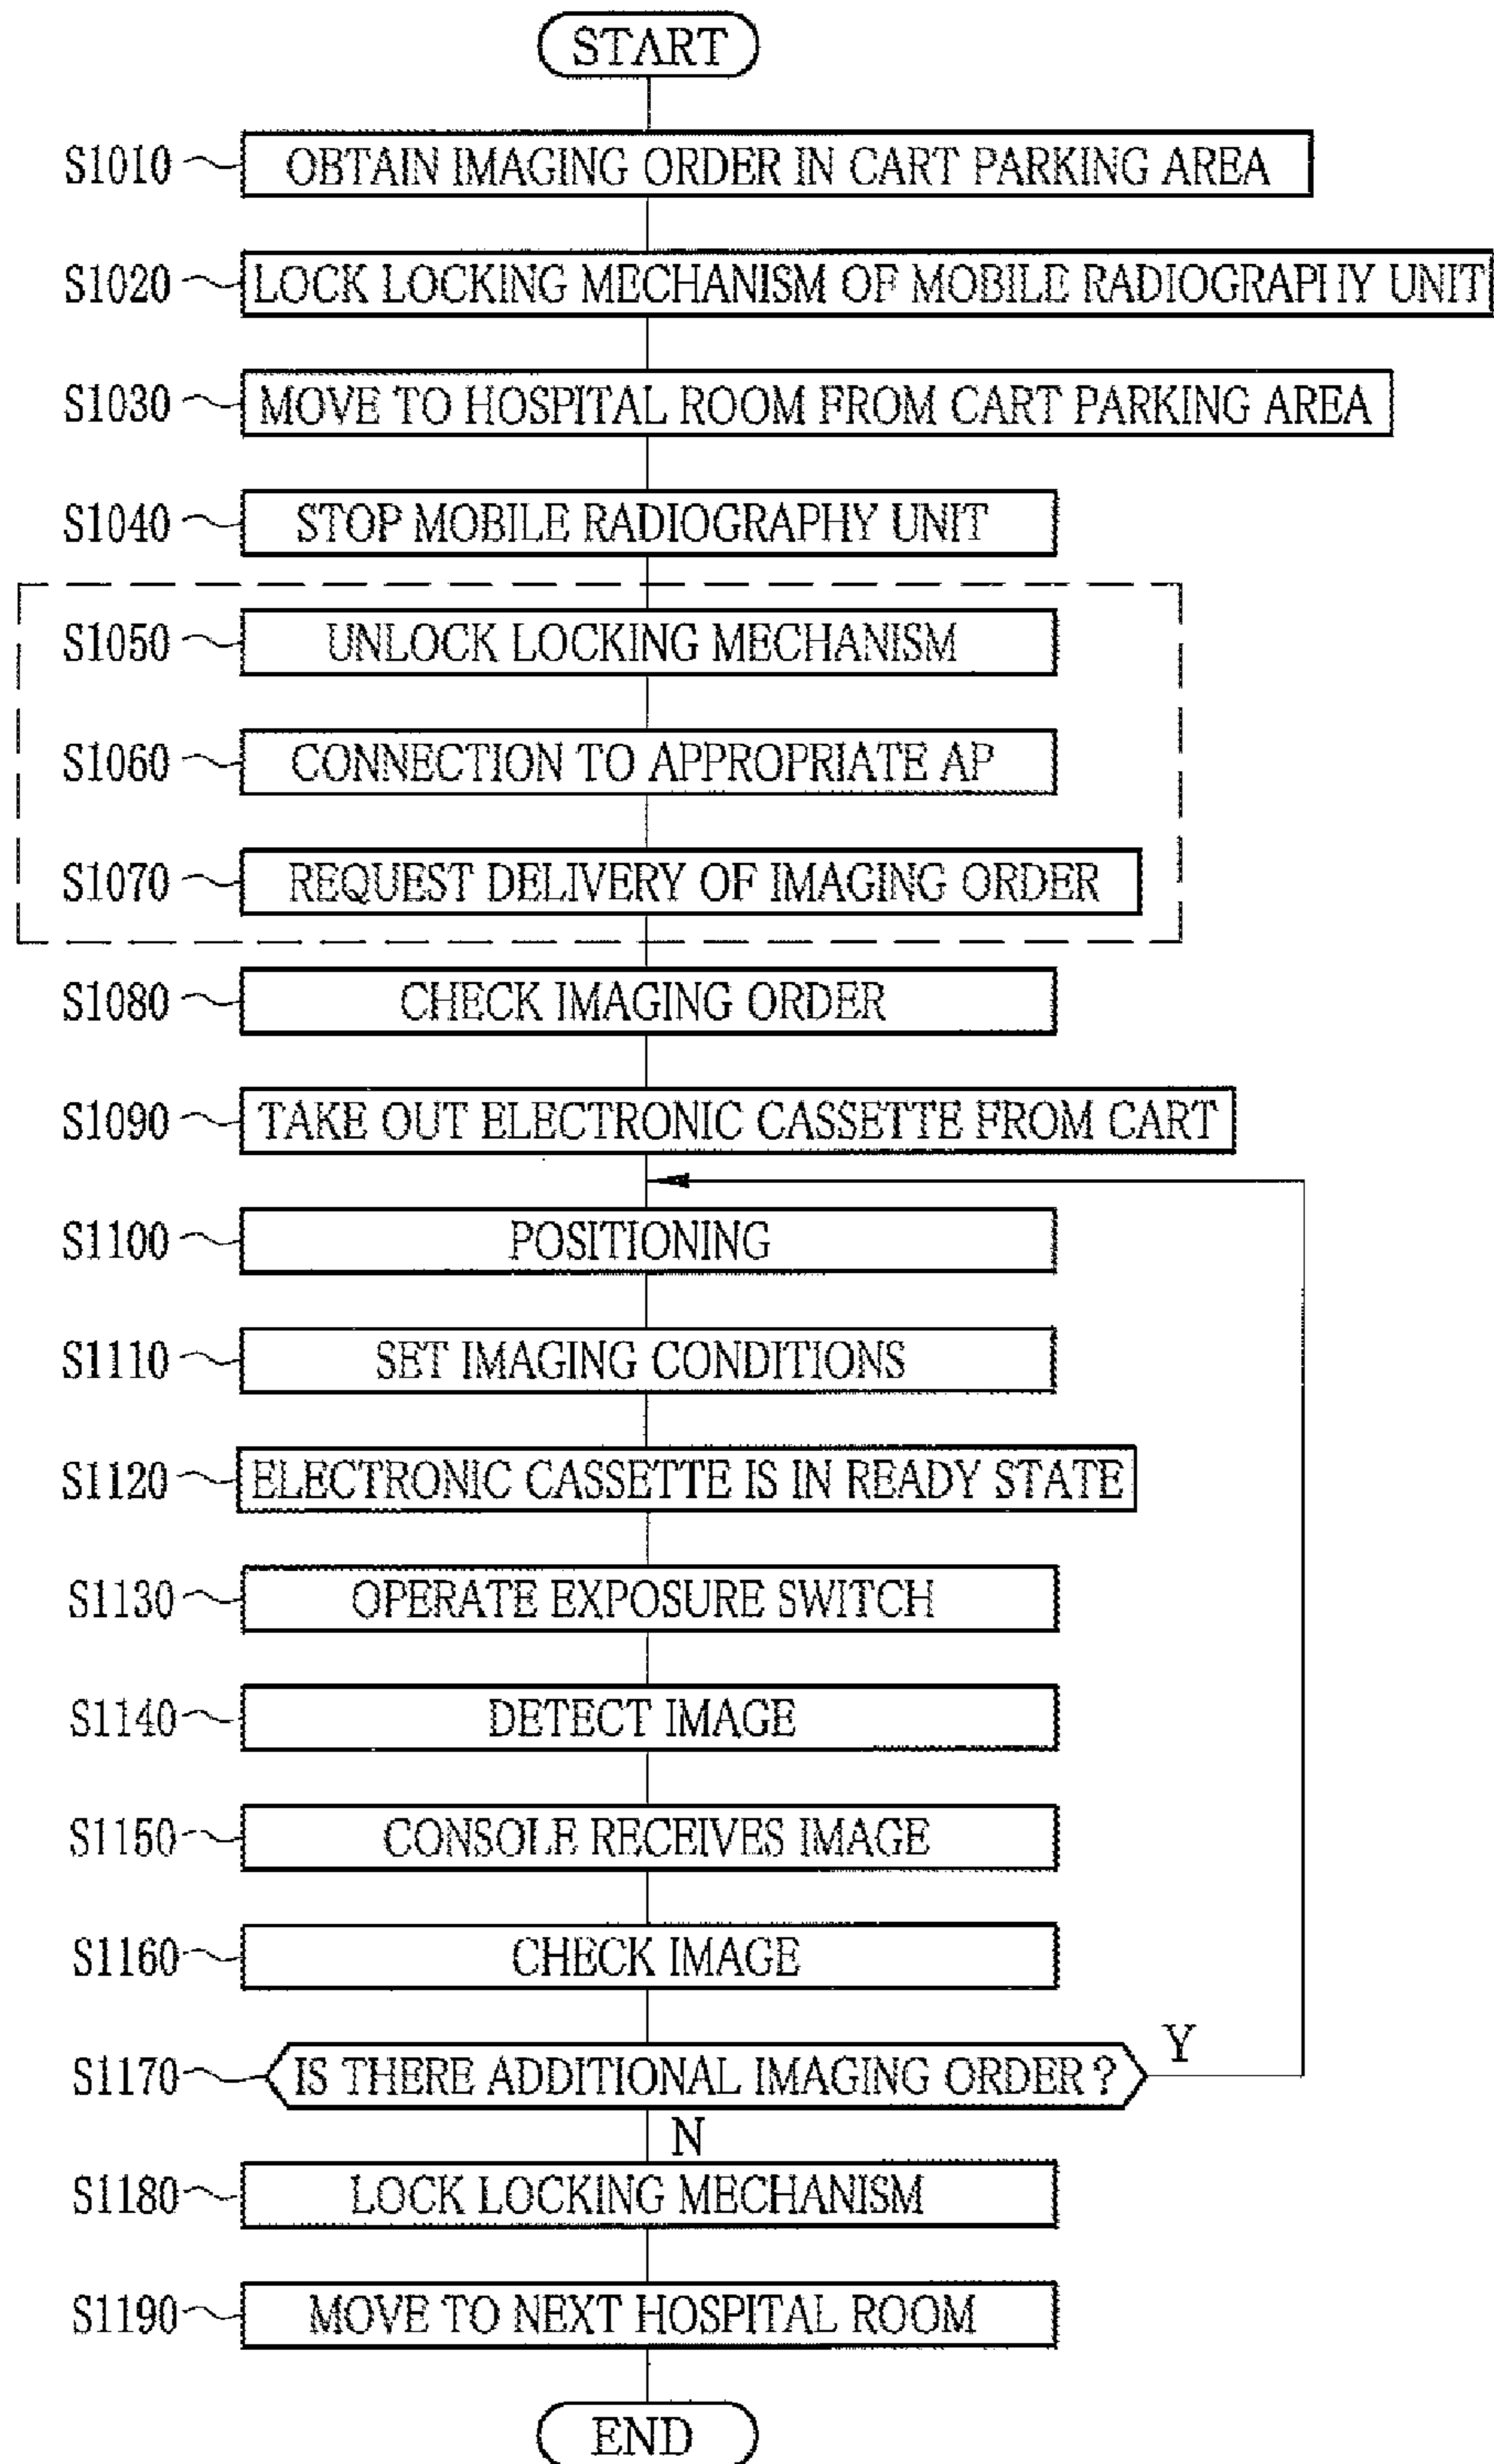 START
S1010 OBTAIN IMAGING ORDER IN CART PARKING AREA
S1020 LOCK LOCKING MECHANISM OF MOBILE RADIOGRAPHY UNIT
S1030 MOVE TO HOSPITAL ROOM FROM CART PARKING AREA
S1040 STOP MOBILE RADIOGRAPHY UNIT
S1050 UNLOCK LOCKING MECHANISM
S1060 CONNECTION TO APPROPRIATE AP
S1070 REQUEST DELIVERY OF IMAGING ORDER
S1080 CHECK IMAGING ORDER
S1090 TAKE OUT ELECTRONIC CASSETTE FROM CART
S1100 POSITIONING
S1110 SET IMAGING CONDITIONS
S1120 ELECTRONIC CASSETTE IS IN READY STATE
S1130 OPERATE EXPOSURE SWITCH
S1140 DETECT IMAGE
S1150 CONSOLE RECEIVES IMAGE
S1160 CHECK IMAGE
S1170 IS THERE ADDITIONAL IMAGING ORDER? Y
N
S1180 LOCK LOCKING MECHANISM
S1190 MOVE TO NEXT HOSPITAL ROOM
END